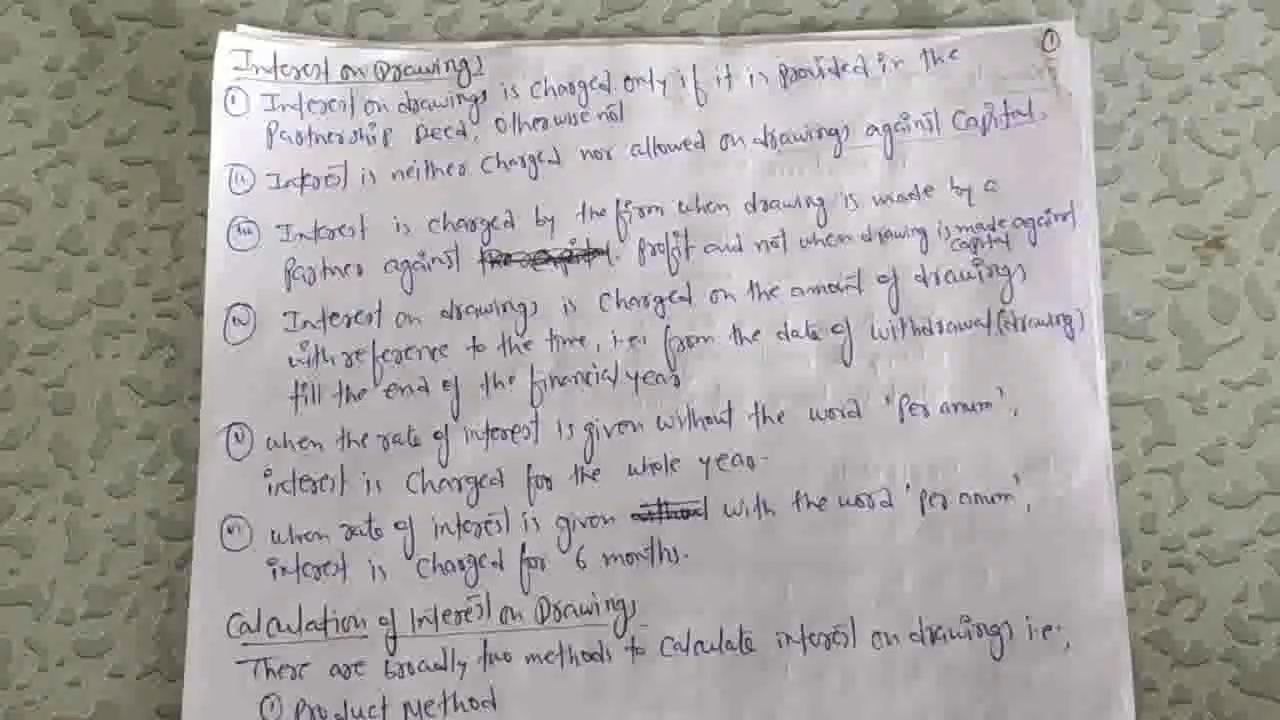 ①
Interest on Drawings
① Interest on drawings is charged only if it is provided in the
Partnership Deed, Otherwise not
(ii) Interest is neither charged nor allowed on drawings against Capital.
(iii) Interest is charged by the firm when drawing is made by a
partner against profit and not when drawing is made against
capital
(iv) Interest on drawings is charged on the amount of drawings
with reference to the time, i.e. from the date of withdrawal (drawing)
till the end of the financial year
(v) when the rate of interest is given without the word 'Per anum',
interest is charged for the whole year.
(vi) when rate of interest is given with the word 'per anum',
interest is charged for 6 months.
Calculation of Interest on Drawings
There are broadly two methods to calculate interest on drawings i.e.,
① Product Method